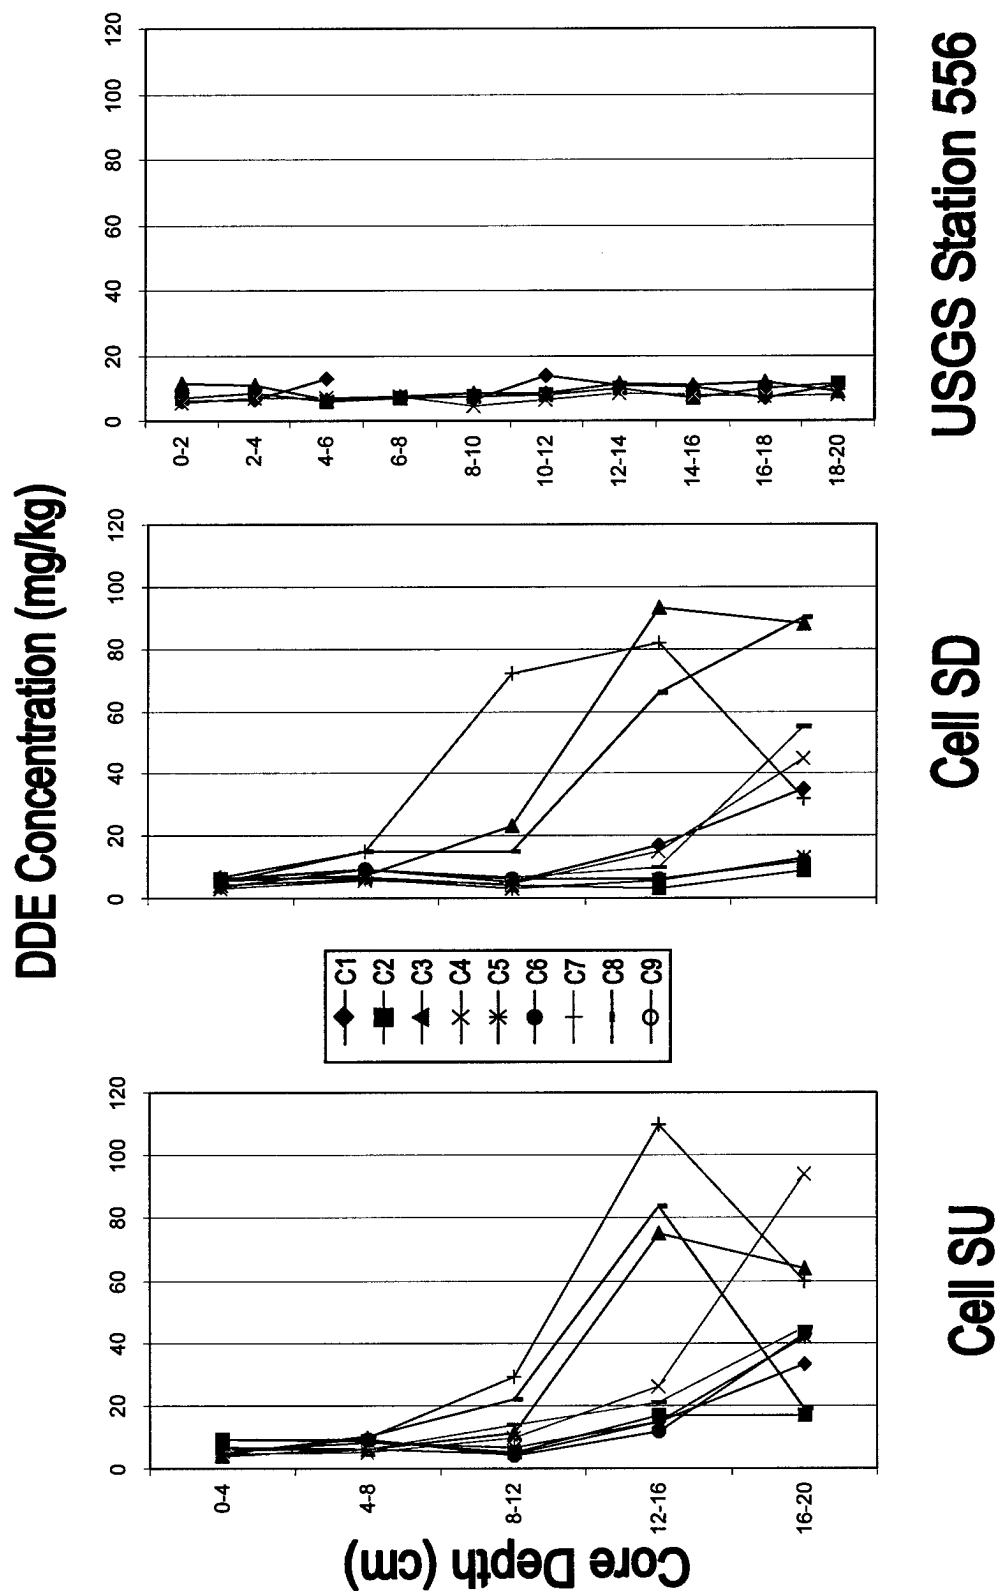 DDE Concentration (mg/kg)
0 20 40 60 80 100 120
0-4
4-8
8-12
12-16
16-20
Core Depth (cm)
Cell SU
C1
C2
C3
C4
C5
C6
C7
C8
C9
0 20 40 60 80 100 120
Cell SD
0 20 40 60 80 100 120
0-2
2-4
4-6
6-8
8-10
10-12
12-14
14-16
16-18
18-20
USGS Station 556